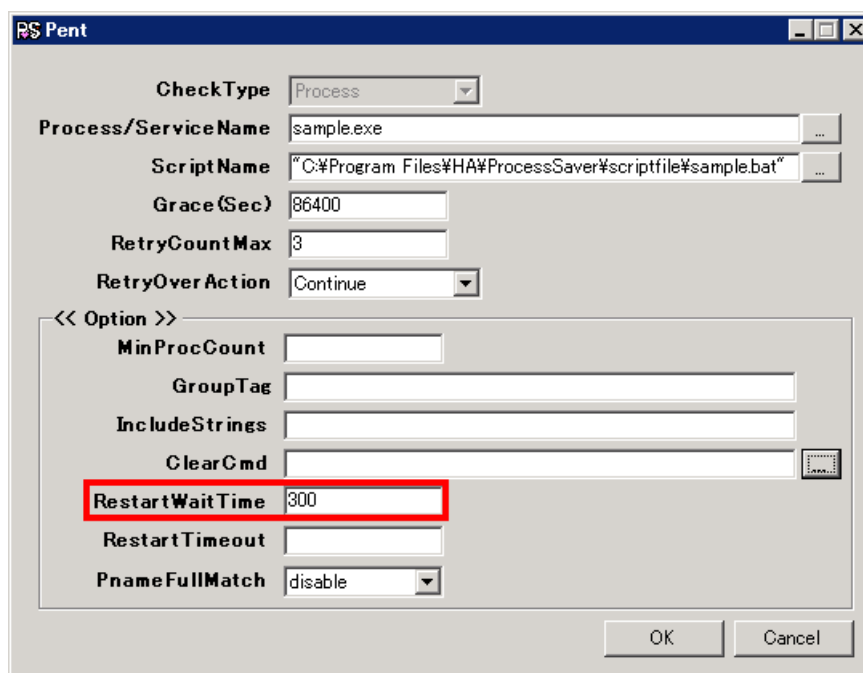 PS Pent
CheckType Process
Process/ServiceName sample.exe ...
ScriptName "C:¥Program Files¥HA¥ProcessSaver¥scriptfile¥sample.bat" ...
Grace(Sec) 86400
RetryCountMax 3
RetryOverAction Continue
<< Option >>
MinProcCount
GroupTag
IncludeStrings
ClearCmd ...
RestartWaitTime 300
RestartTimeout
PnameFullMatch disable
OK Cancel